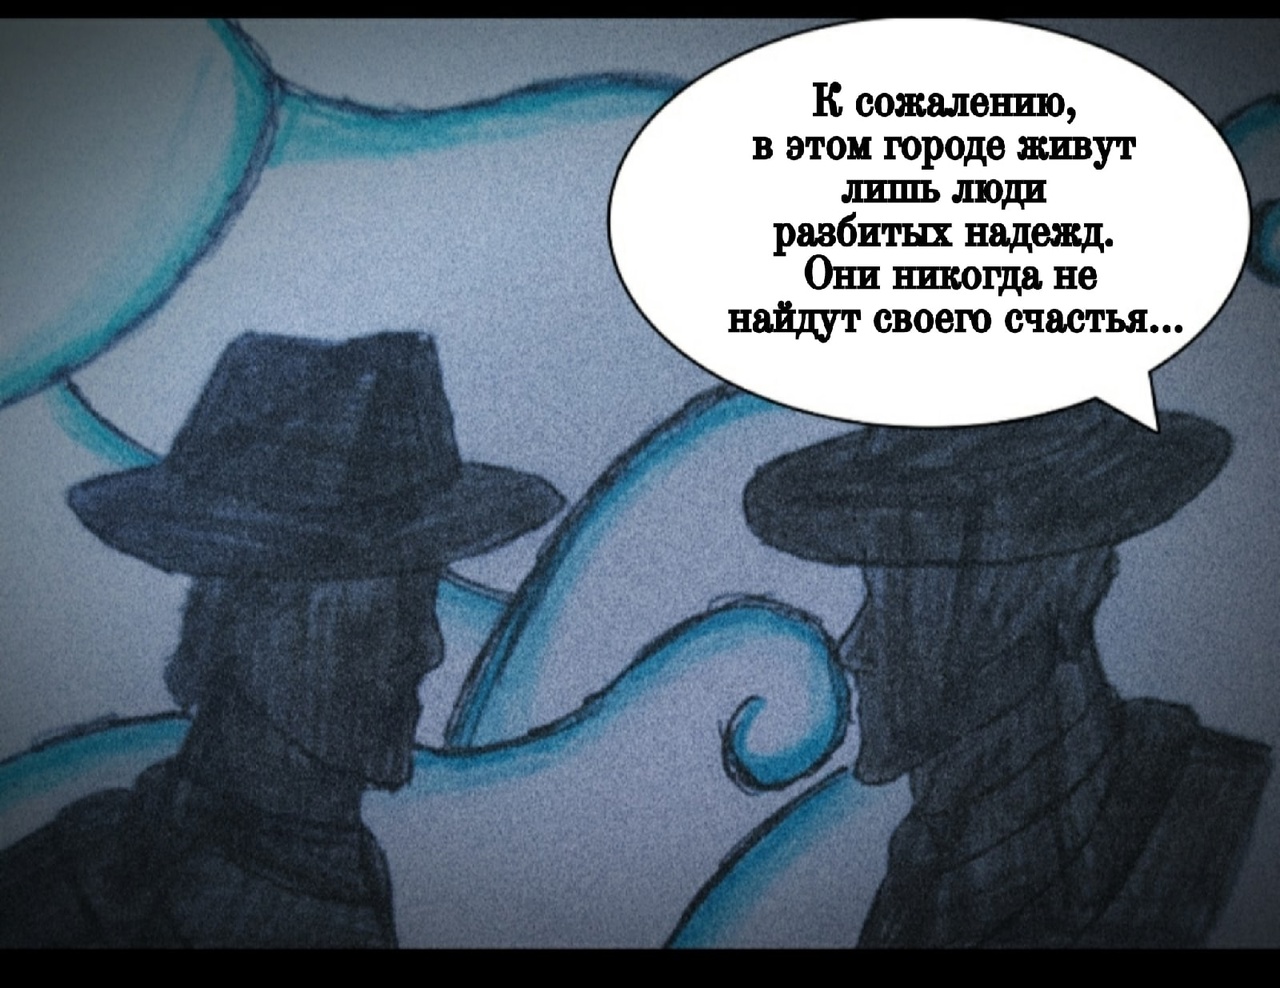 К сожалению,
в этом городе живут
лишь люди
разбитых надежд.
Они никогда не
найдут своего счастья...